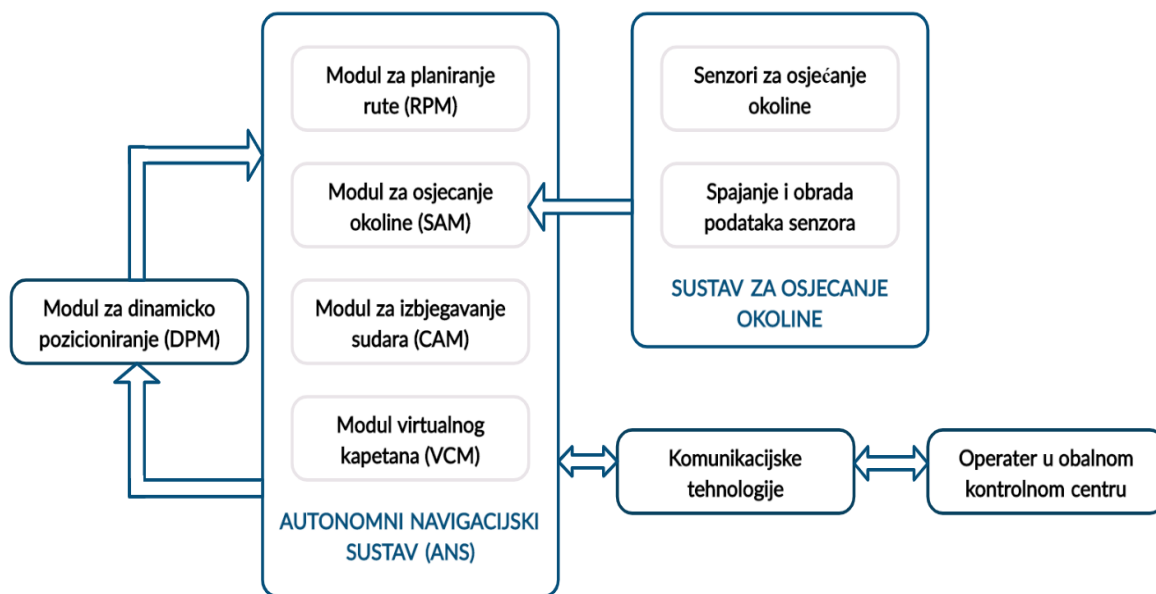 Modul za planiranje
rute (RPM)
Modul za osjecanje
okoline (SAM)
Modul za izbjegavanje
sudara (CAM)
Modul virtualnog
kapetana (VCM)
AUTONOMNI NAVIGACIJSKI
SUSTAV (ANS)
Senzori za osjećanje
okoline
Spajanje i obrada
podataka senzora
SUSTAV ZA OSJECANJE
OKOLINE
Modul za dinamicko
pozicioniranje (DPM)
Komunikacijske
tehnologije
Operater u obalnom
kontrolnom centru